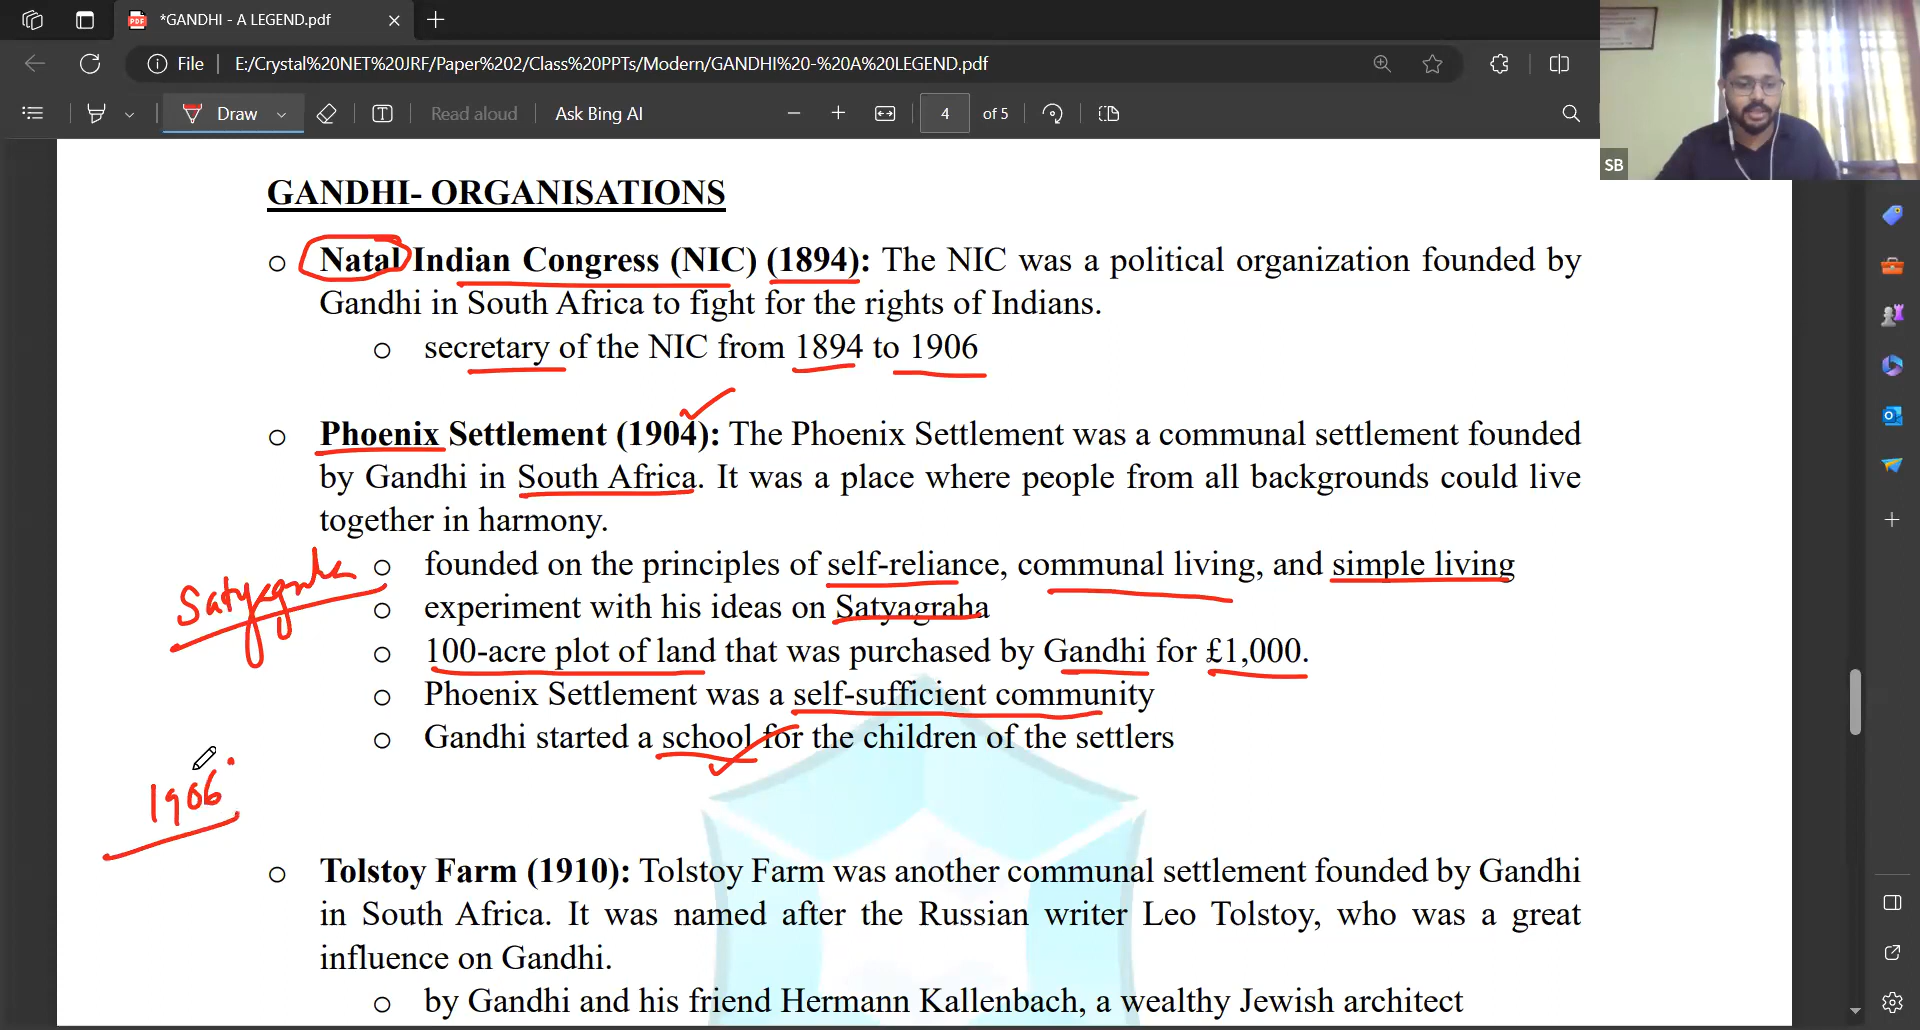 *GANDHI - A LEGEND.pdf
File
E:/Crystal%20NET%20JRF/Paper%202/Class%20PPTs/Modern/GANDHI%20-%20A%20LEGEND.pdf
Draw
Read aloud
Ask Bing AI
4
of 5
SB
GANDHI- ORGANISATIONS
Natal Indian Congress (NIC) (1894): The NIC was a political organization founded by
Gandhi in South Africa to fight for the rights of Indians.
secretary of the NIC from 1894 to 1906
Phoenix Settlement (1904): The Phoenix Settlement was a communal settlement founded
by Gandhi in South Africa. It was a place where people from all backgrounds could live
together in harmony.
founded on the principles of self-reliance, communal living, and simple living
Satyagraha
experiment with his ideas on Satyagraha
100-acre plot of land that was purchased by Gandhi for £1,000.
Phoenix Settlement was a self-sufficient community
Gandhi started a school for the children of the settlers
1906
Tolstoy Farm (1910): Tolstoy Farm was another communal settlement founded by Gandhi
in South Africa. It was named after the Russian writer Leo Tolstoy, who was a great
influence on Gandhi.
by Gandhi and his friend Hermann Kallenbach, a wealthy Jewish architect